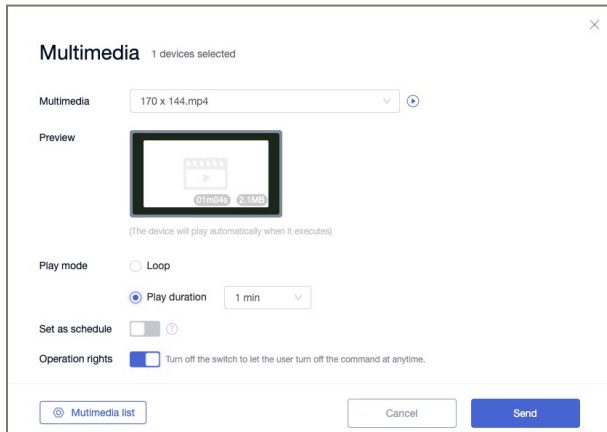 Multimedia 1 devices selected
Multimedia 170 x 144.mp4
Preview
01m04s 2.1MB
(The device will play automatically when it executes)
Play mode Loop
Play duration 1 min
Set as schedule ?
Operation rights Turn off the switch to let the user turn off the command at anytime.
Mutimedia list Cancel Send